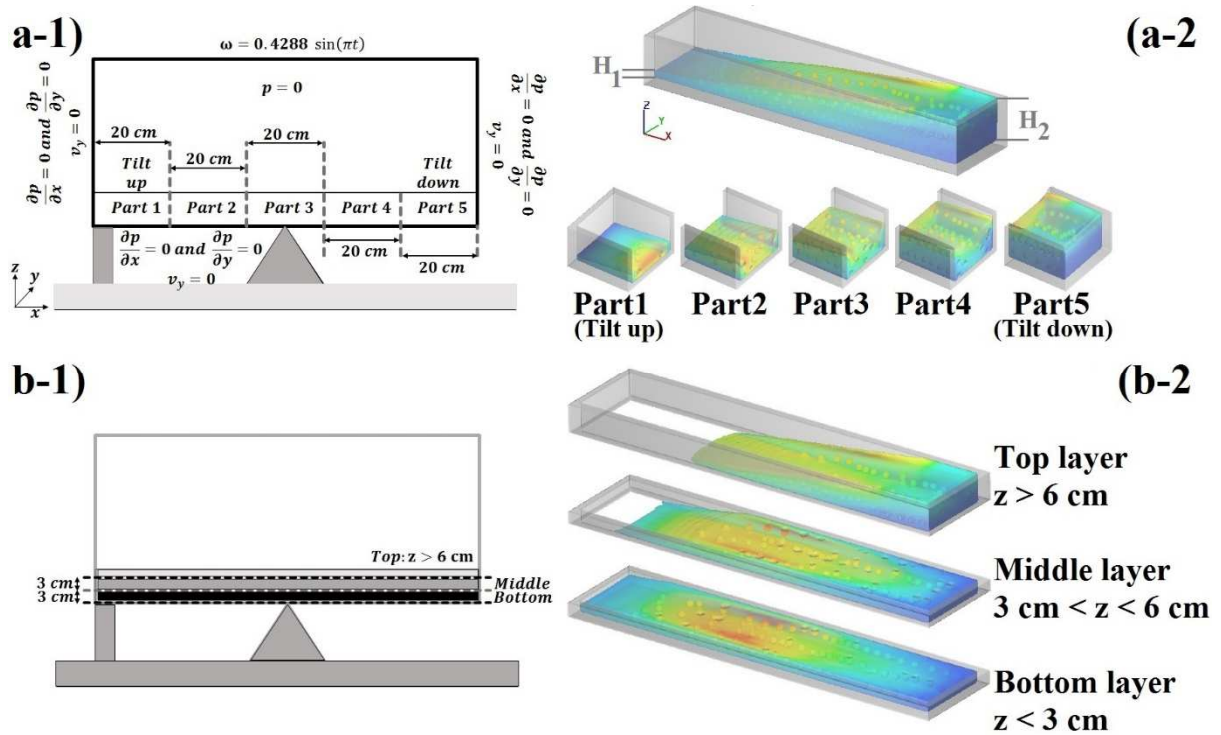 a-1)
ω = 0.4288 sin(πt)
p = 0
∂p/∂x = 0 and ∂p/∂y = 0
v_y = 0
20 cm
20 cm
20 cm
Tilt up
Tilt down
Part 1
Part 2
Part 3
Part 4
Part 5
∂p/∂x = 0 and ∂p/∂y = 0
v_y = 0
20 cm
20 cm
v_y = 0
∂p/∂x = 0 and ∂p/∂y = 0
z
y
x
(a-2
H1
H2
Z
Y
X
Part1
(Tilt up)
Part2
Part3
Part4
Part5
(Tilt down)
b-1)
Top: z > 6 cm
3 cm
Middle
3 cm
Bottom
(b-2
Top layer
z > 6 cm
Middle layer
3 cm < z < 6 cm
Bottom layer
z < 3 cm